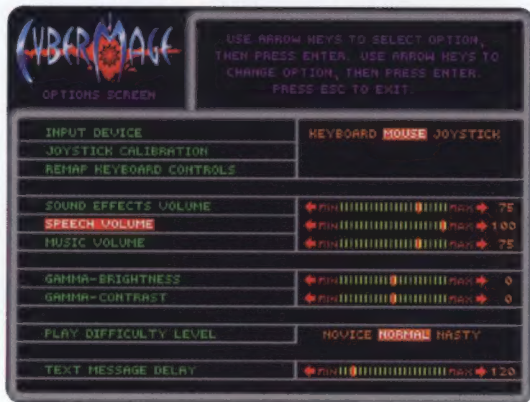 CYBERMAGE
OPTIONS SCREEN
USE ARROW KEYS TO SELECT OPTION,
THEN PRESS ENTER. USE ARROW KEYS TO
CHANGE OPTION, THEN PRESS ENTER.
PRESS ESC TO EXIT.
INPUT DEVICE KEYBOARD MOUSE JOYSTICK
JOYSTICK CALIBRATION
REMAP KEYBOARD CONTROLS
SOUND EFFECTS VOLUME MIN MAX 75
SPEECH VOLUME MIN MAX 100
MUSIC VOLUME MIN MAX 75
GAMMA-BRIGHTNESS MIN MAX 0
GAMMA-CONTRAST MIN MAX 0
PLAY DIFFICULTY LEVEL NOVICE NORMAL NASTY
TEXT MESSAGE DELAY MIN MAX 120